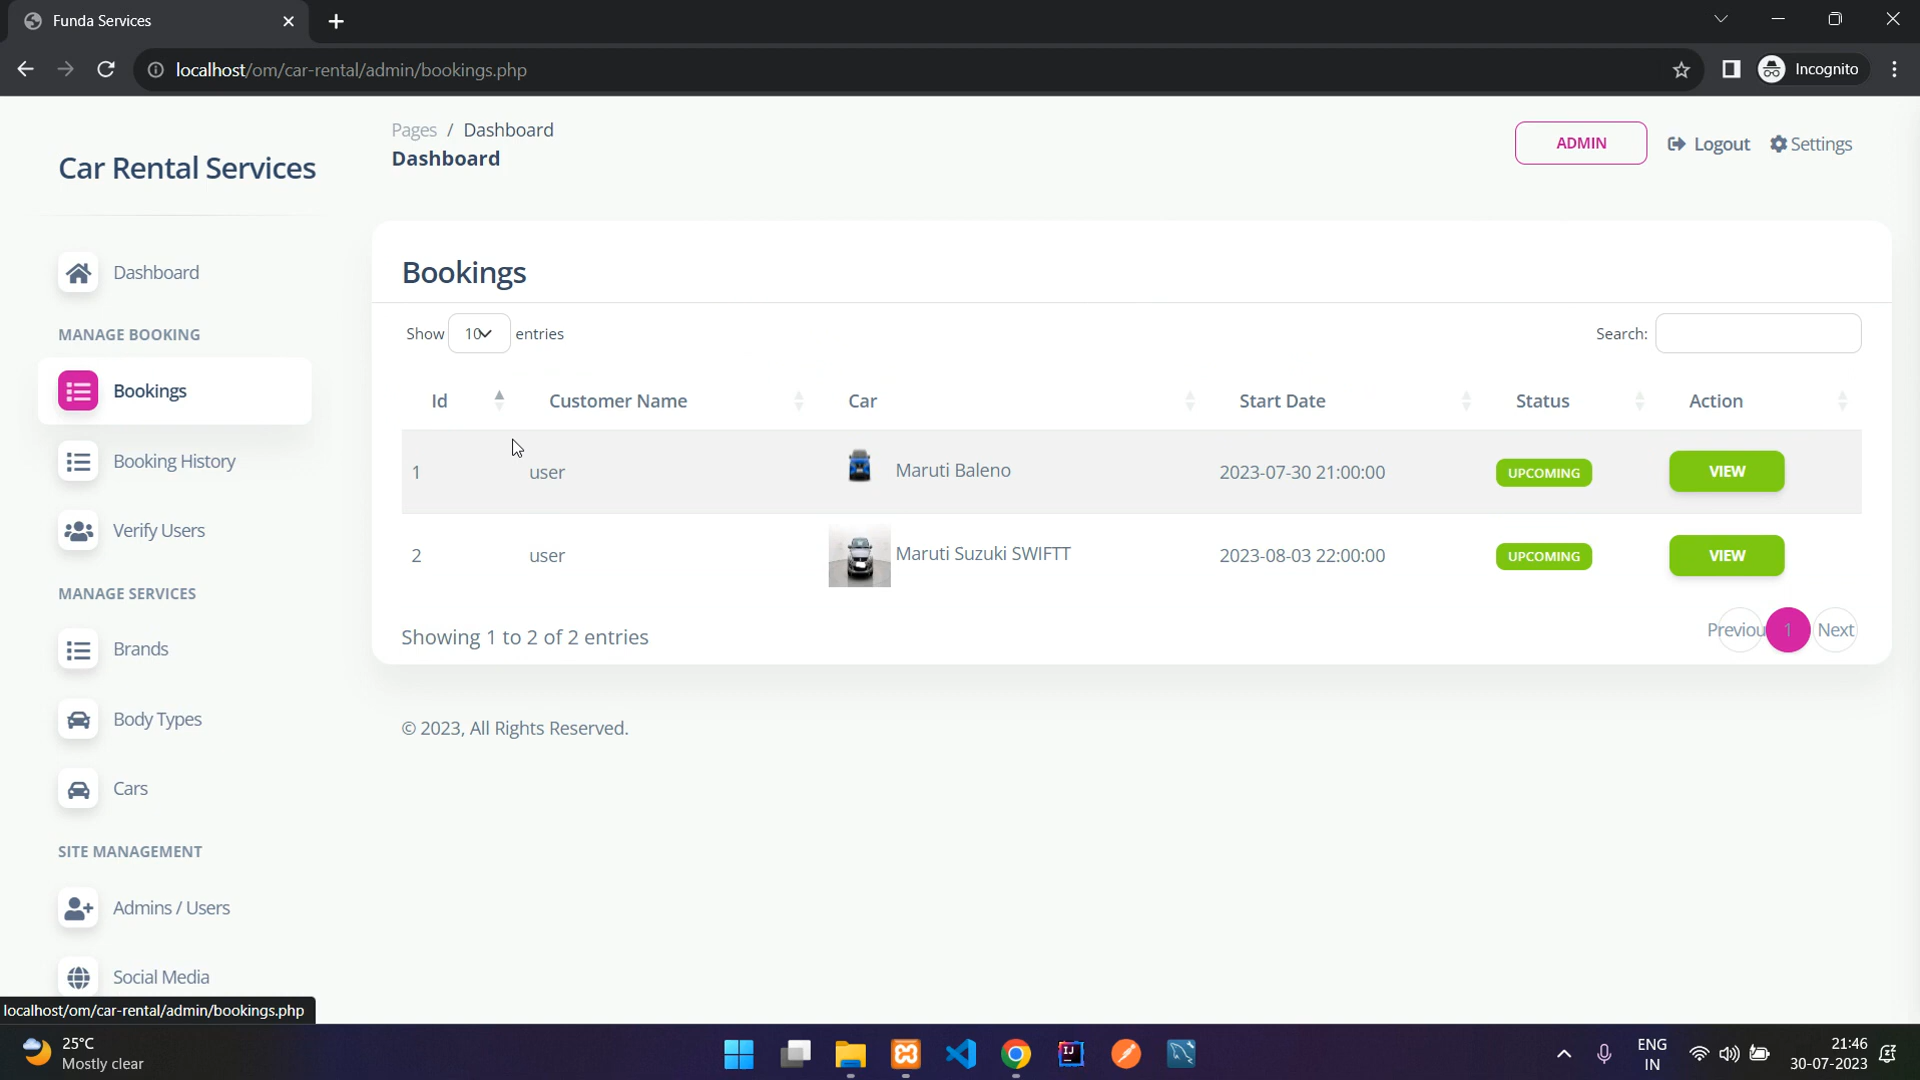 Funda Services
localhost/om/car-rental/admin/bookings.php
Incognito
Car Rental Services
Pages / Dashboard
Dashboard
ADMIN
Logout
Settings
Dashboard
MANAGE BOOKING
Bookings
Booking History
Verify Users
MANAGE SERVICES
Brands
Body Types
Cars
SITE MANAGEMENT
Admins / Users
Social Media
Bookings
Show 10 entries
Search:
Id Customer Name Car Start Date Status Action
1 user Maruti Baleno 2023-07-30 21:00:00 UPCOMING VIEW
2 user Maruti Suzuki SWIFTT 2023-08-03 22:00:00 UPCOMING VIEW
Showing 1 to 2 of 2 entries
Previou 1 Next
© 2023, All Rights Reserved.
localhost/om/car-rental/admin/bookings.php
25°C
Mostly clear
ENG
IN
21:46
30-07-2023